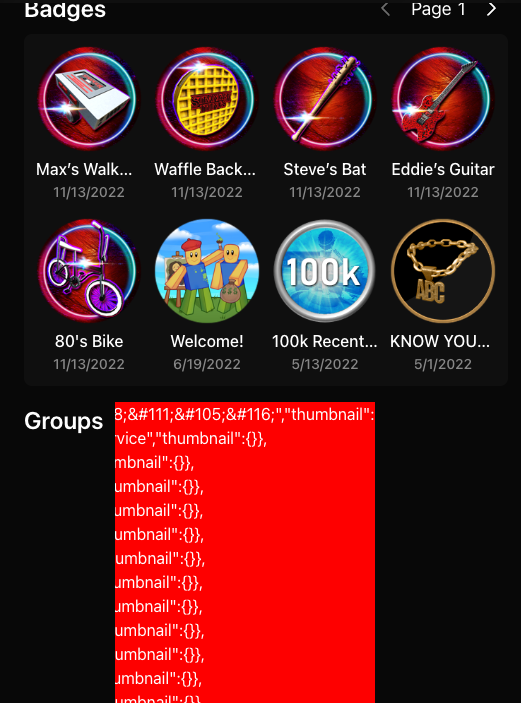 Badges
Page 1
Max's Walk... Waffle Back... Steve's Bat Eddie's Guitar
11/13/2022 11/13/2022 11/13/2022 11/13/2022
100k
ABC
80's Bike Welcome! 100k Recent... KNOW YOU...
11/13/2022 6/19/2022 5/13/2022 5/1/2022
Groups
8;&#111;&#105;&#116;","thumbnail":
rvice","thumbnail":{}},
mbnail":{}},
umbnail":{}},
umbnail":{}},
umbnail":{}},
umbnail":{}},
umbnail":{}},
umbnail":{}},
umbnail":{}},
umbnail":{}},
umbnail":{}},
umbnail":{}},